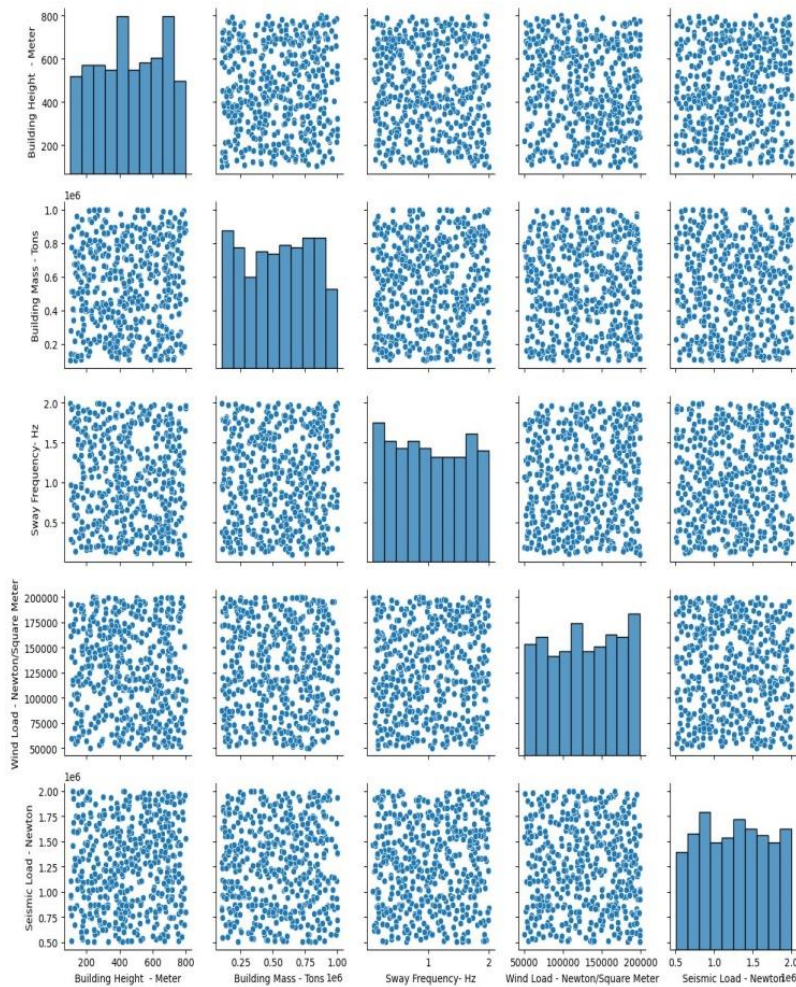 800
600
400
200
Building Height - Meter
1e6
1.0
0.8
0.6
0.4
0.2
Building Mass - Tons
2.0
1.5
1.0
0.5
Sway Frequency- Hz
200000
175000
150000
125000
100000
75000
50000
Wind Load - Newton/Square Meter
1e6
2.00
1.75
1.50
1.25
1.00
0.75
0.50
Seismic Load - Newton
200 400 600 800
Building Height - Meter
0.25 0.50 0.75 1.00
Building Mass - Tons 1e6
1 2
Sway Frequency- Hz
50000 100000 150000 200000
Wind Load - Newton/Square Meter
0.5 1.0 1.5 2.0
Seismic Load - Newton1e6